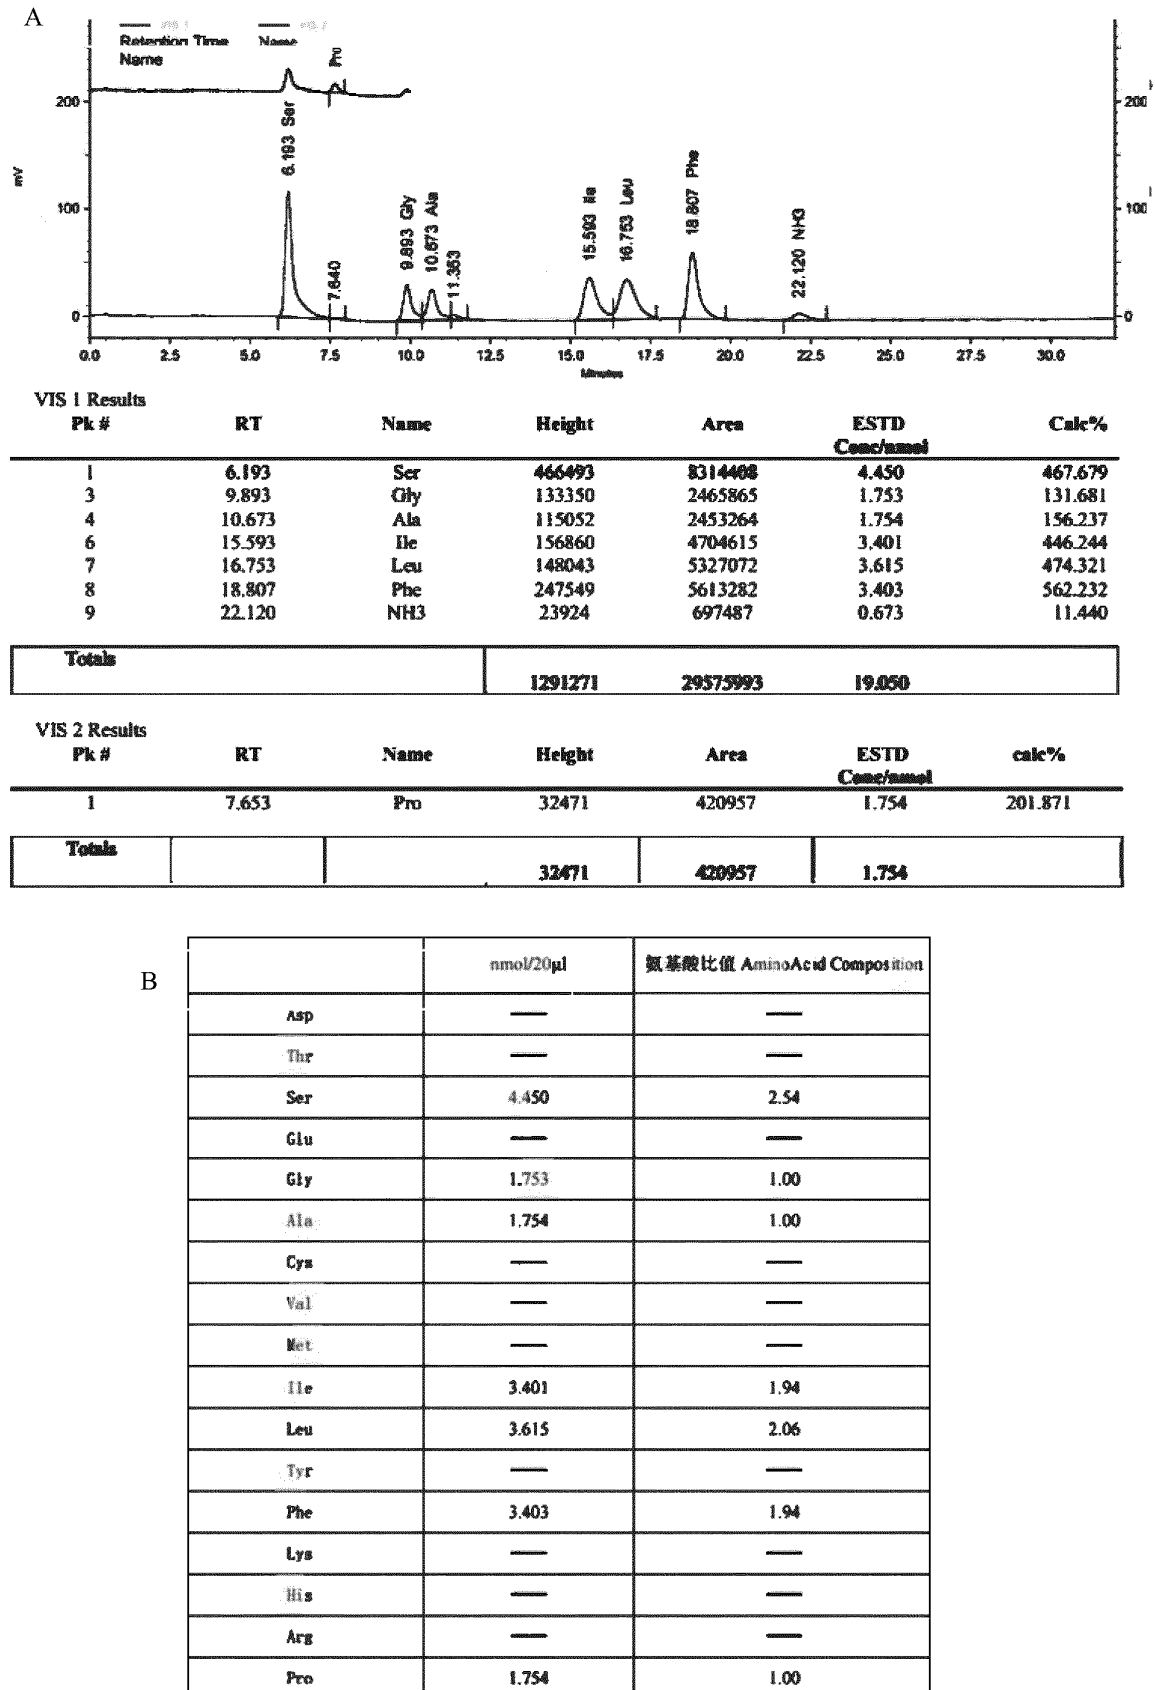 A
VIS 1
Retention Time Name
Name
Pro
200 200
6.193 Ser
7.640
9.893 Gly
10.673 Ala
11.353
15.593 Ile
16.753 Leu
18.807 Phe
22.120 NH3
mV
100 100
0 0
0.0 2.5 5.0 7.5 10.0 12.5 15.0 17.5 20.0 22.5 25.0 27.5 30.0
Minutes
VIS 1 Results
Pk # RT Name Height Area ESTD Conc/nmol Calc%
1 6.193 Ser 466493 8314408 4.450 467.679
3 9.893 Gly 133350 2465865 1.753 131.681
4 10.673 Ala 115052 2453264 1.754 156.237
6 15.593 Ile 156860 4704615 3.401 446.244
7 16.753 Leu 148043 5327072 3.615 474.321
8 18.807 Phe 247549 5613282 3.403 562.232
9 22.120 NH3 23924 697487 0.673 11.440
Totals
1291271 29575993 19.050
VIS 2 Results
Pk # RT Name Height Area ESTD Conc/nmol calc%
1 7.653 Pro 32471 420957 1.754 201.871
Totals
32471 420957 1.754
B
nmol/20μl 氨基酸比值 AminoAcid Composition
Asp — —
Thr — —
Ser 4.450 2.54
Glu — —
Gly 1.753 1.00
Ala 1.754 1.00
Cys — —
Val — —
Met — —
Ile 3.401 1.94
Leu 3.615 2.06
Tyr — —
Phe 3.403 1.94
Lys — —
His — —
Arg — —
Pro 1.754 1.00